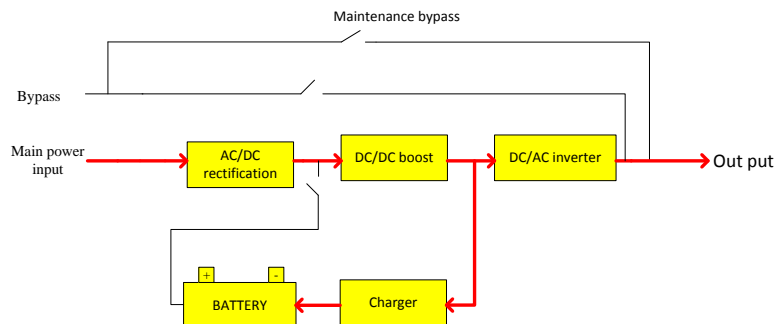 Maintenance bypass
Bypass
Main power
input
AC/DC
rectification
DC/DC boost
DC/AC inverter
Out put
+
-
BATTERY
Charger